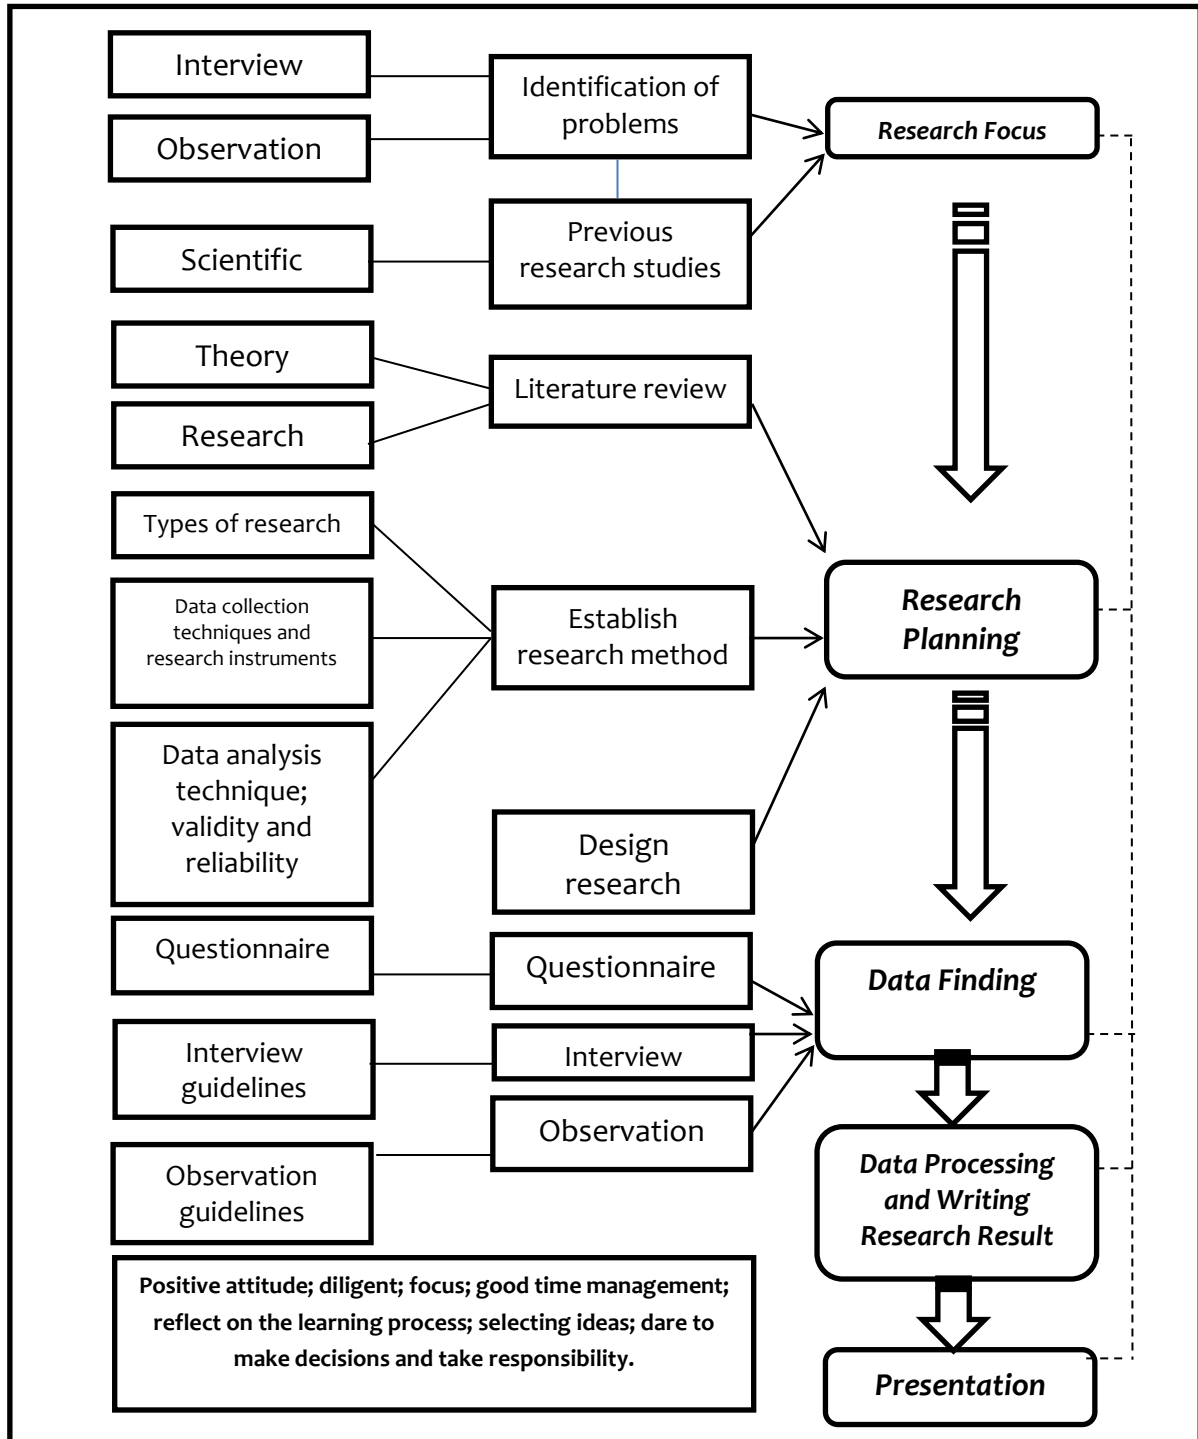 Interview
Observation
Scientific
Theory
Research
Types of research
Data collection
techniques and
research instruments
Data analysis
technique;
validity and
reliability
Questionnaire
Interview
guidelines
Observation
guidelines
Identification of
problems
Previous
research studies
Literature review
Establish
research method
Design
research
Questionnaire
Interview
Observation
Research Focus
Research
Planning
Data Finding
Data Processing
and Writing
Research Result
Presentation
Positive attitude; diligent; focus; good time management;
reflect on the learning process; selecting ideas; dare to
make decisions and take responsibility.